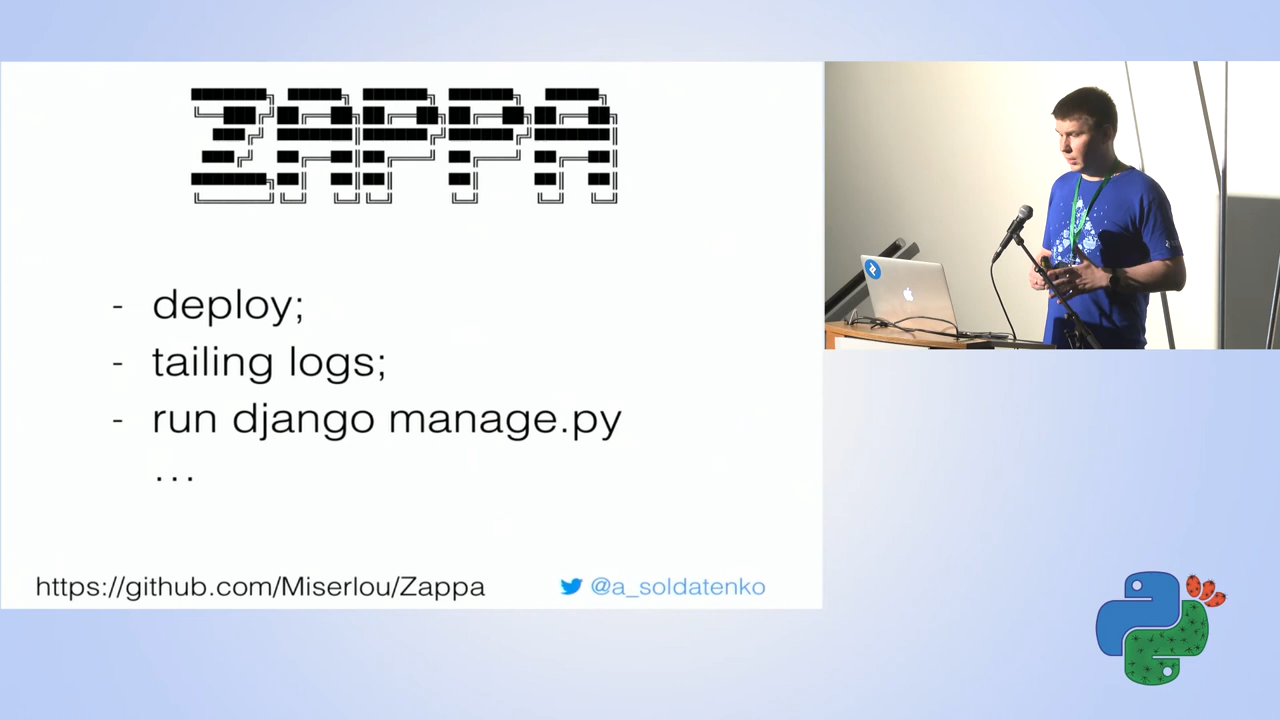 ZAPPA
- deploy;
- tailing logs;
- run django manage.py
...
https://github.com/Miserlou/Zappa
@a_soldatenko